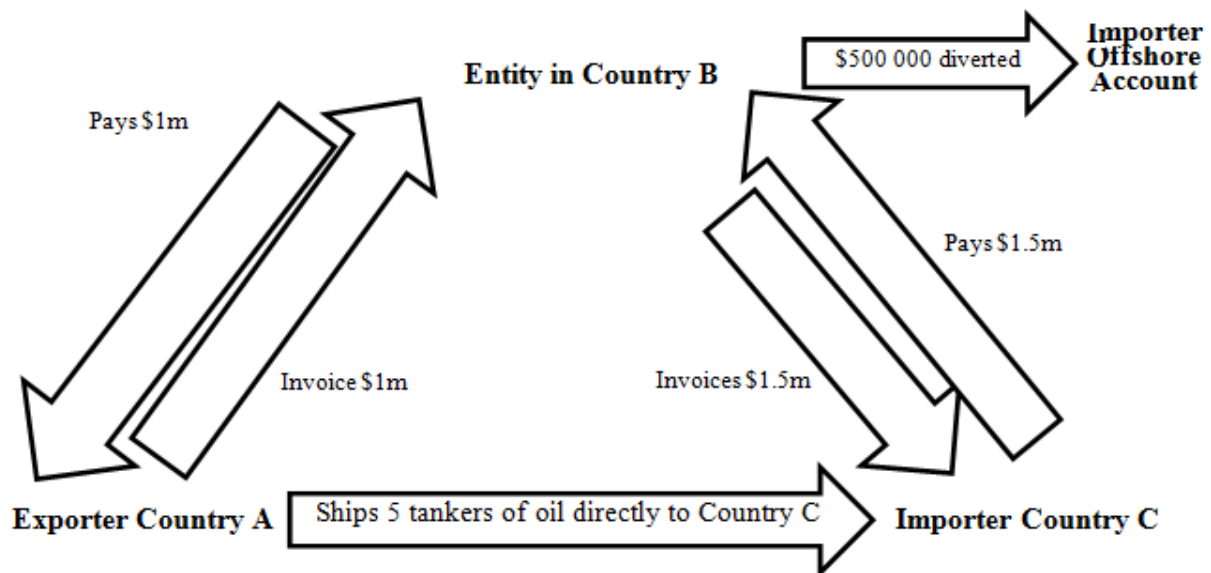 Importer
Offshore
Account
$500 000 diverted
Entity in Country B
Pays $1m
Pays $1.5m
Invoice $1m
Invoices $1.5m
Exporter Country A
Ships 5 tankers of oil directly to Country C
Importer Country C